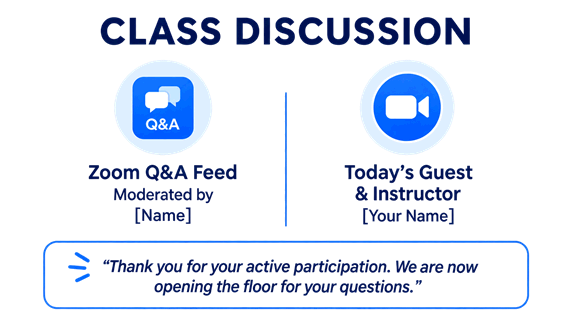 CLASS DISCUSSION
Q&A
Zoom Q&A Feed
Moderated by
[Name]
Today’s Guest
& Instructor
[Your Name]
“Thank you for your active participation. We are now
opening the floor for your questions.”